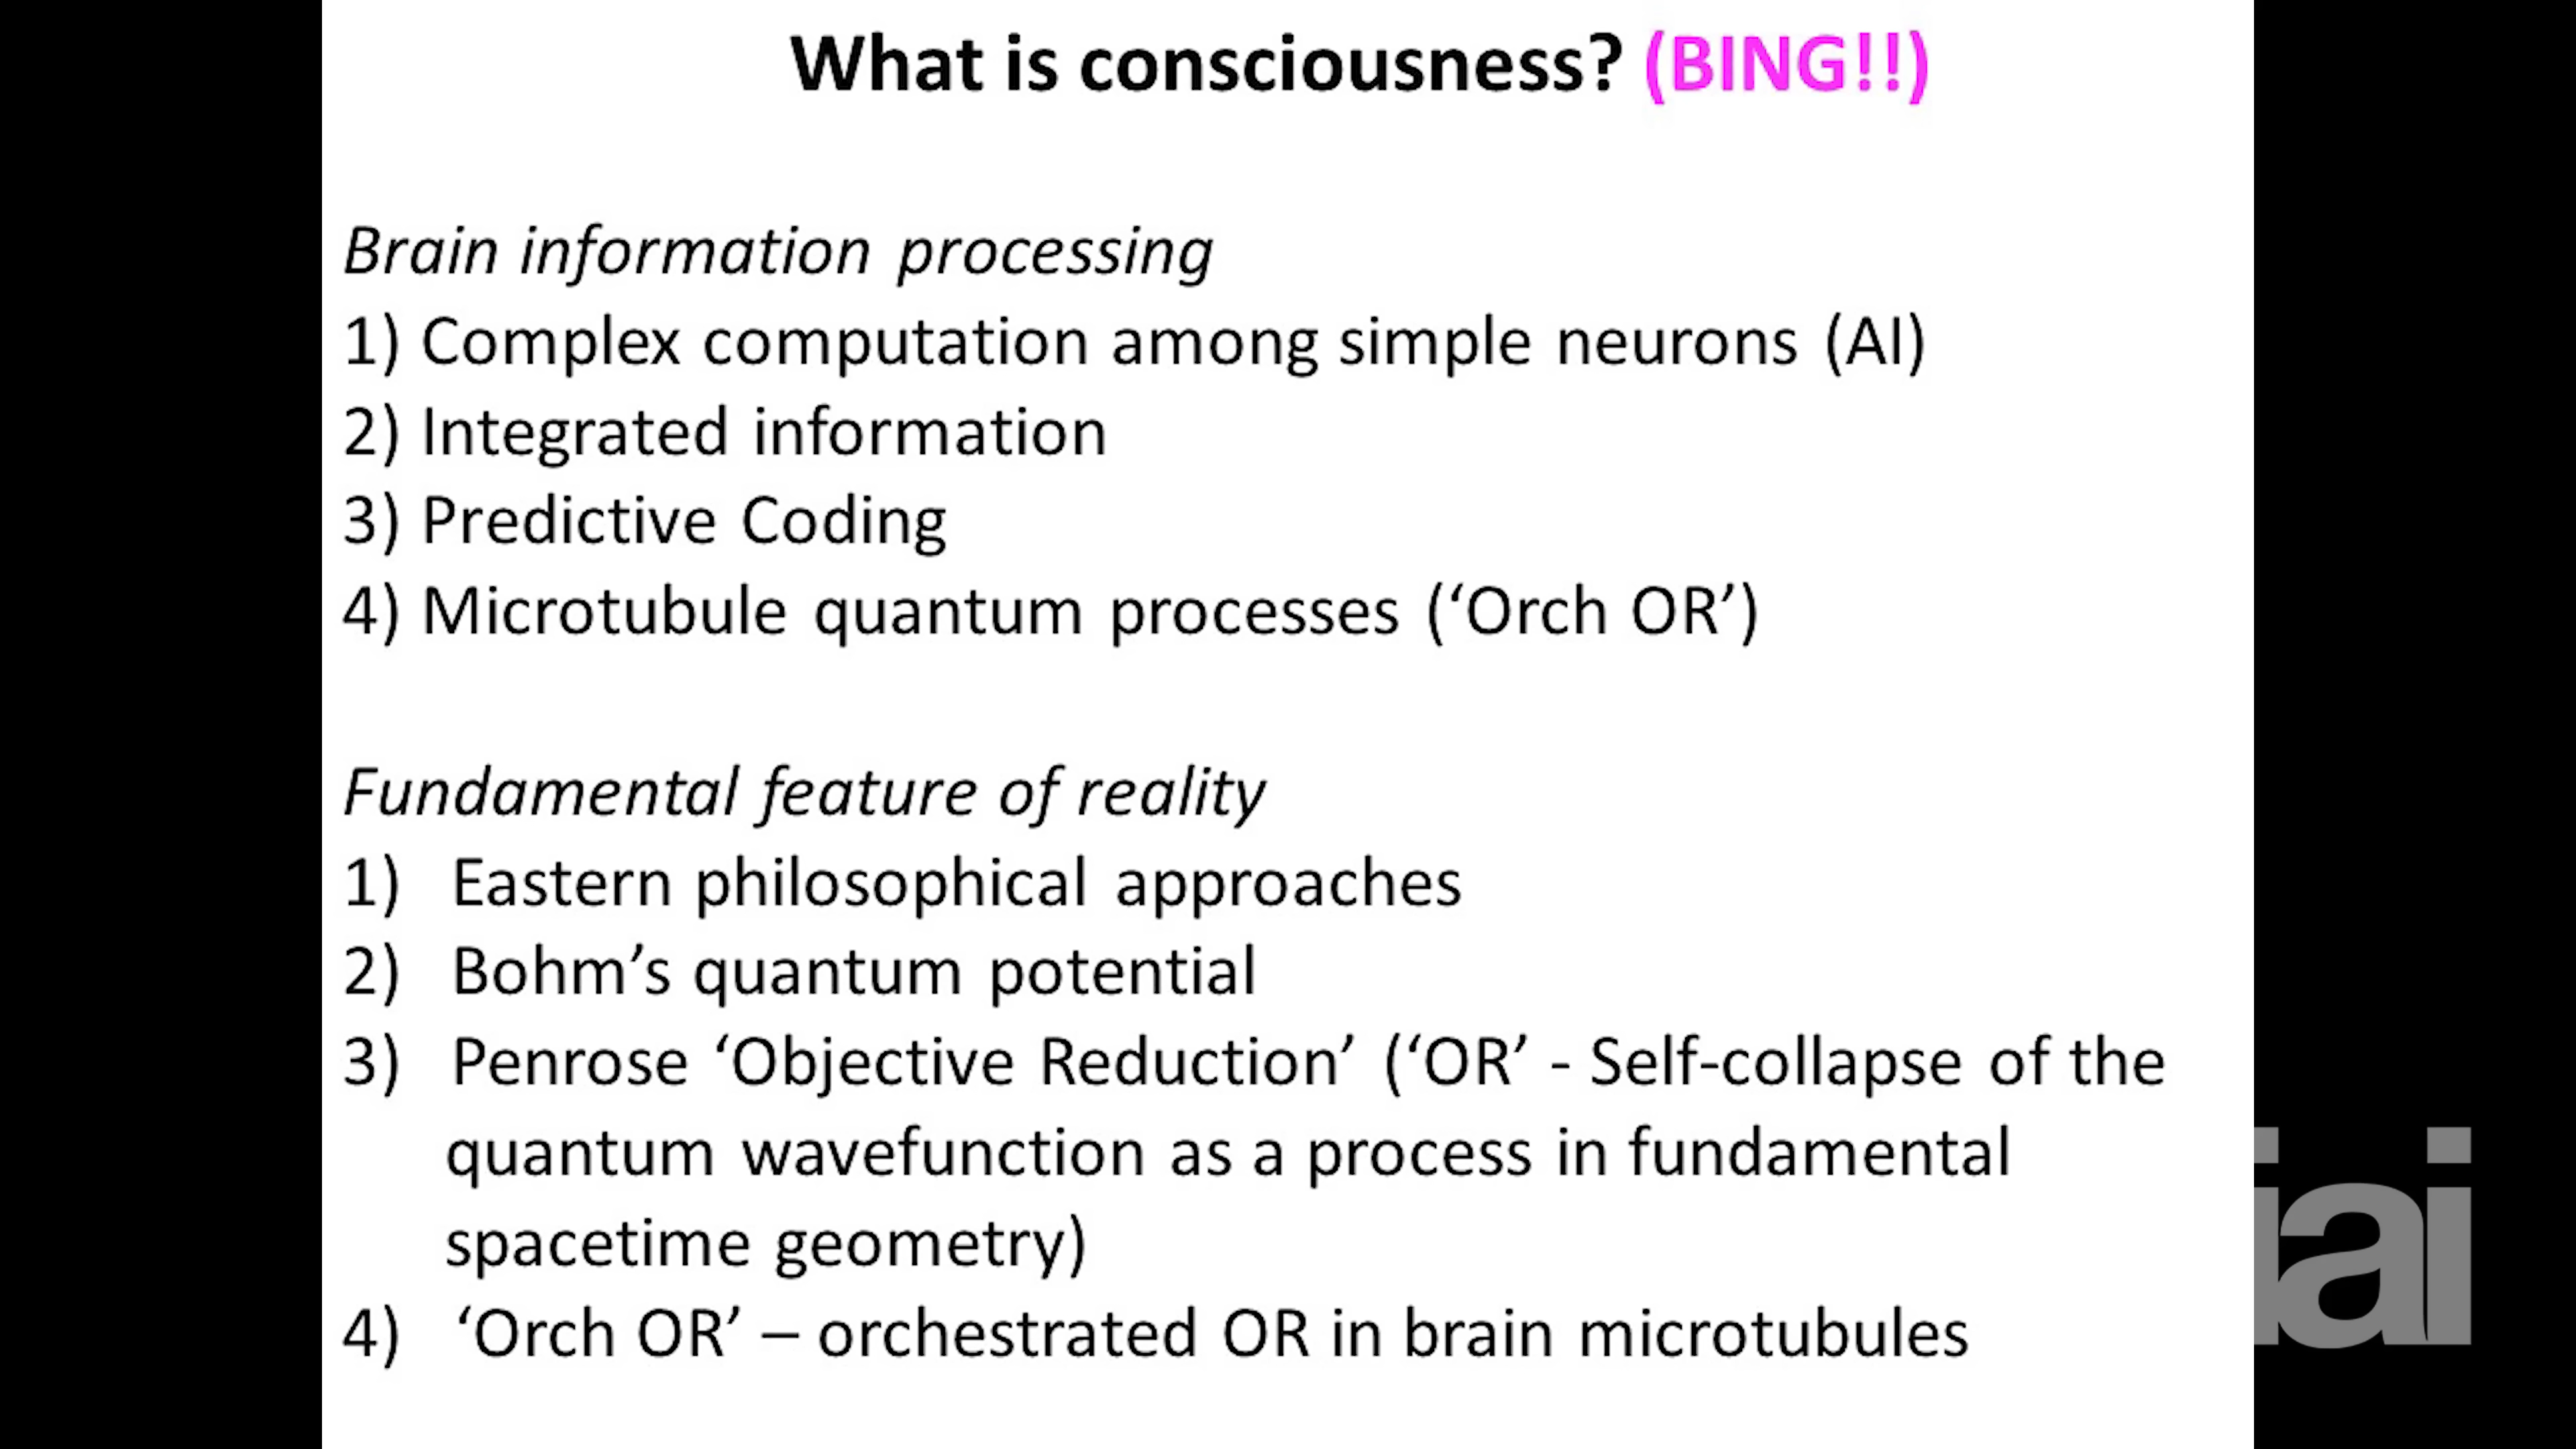 What is consciousness? (BING!!)
Brain information processing
1) Complex computation among simple neurons (AI)
2) Integrated information
3) Predictive Coding
4) Microtubule quantum processes (‘Orch OR’)
Fundamental feature of reality
1) Eastern philosophical approaches
2) Bohm’s quantum potential
3) Penrose ‘Objective Reduction’ (‘OR’ - Self-collapse of the
quantum wavefunction as a process in fundamental
spacetime geometry)
4) ‘Orch OR’ – orchestrated OR in brain microtubules
iai